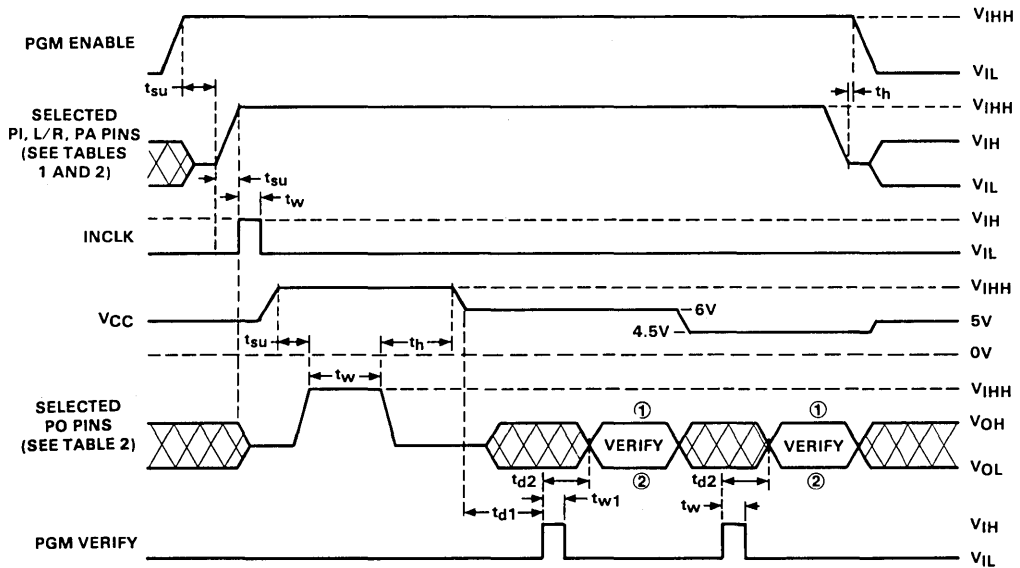 PGM ENABLE
VIHH
VIL
tsu
th
SELECTED
PI, L/R, PA PINS
(SEE TABLES
1 AND 2)
VIHH
VIH
VIL
tsu
tw
INCLK
VIH
VIL
VCC
VIHH
6V
4.5V
5V
0V
tsu
th
tw
SELECTED
PO PINS
(SEE TABLE 2)
VIHH
VOH
VOL
①
VERIFY
②
①
VERIFY
②
td2
tw1
td1
td2
tw
PGM VERIFY
VIH
VIL